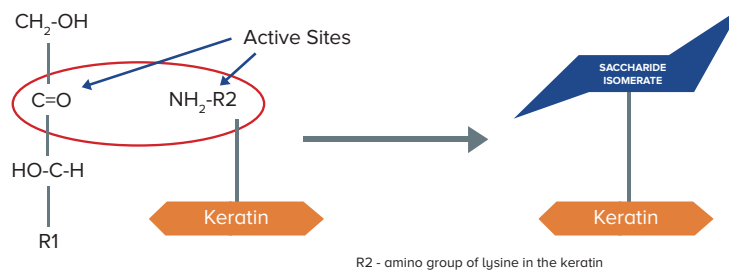 CH2-OH
Active Sites
C=O
NH2-R2
HO-C-H
R1
Keratin
SACCHARIDE
ISOMERATE
Keratin
R2 - amino group of lysine in the keratin